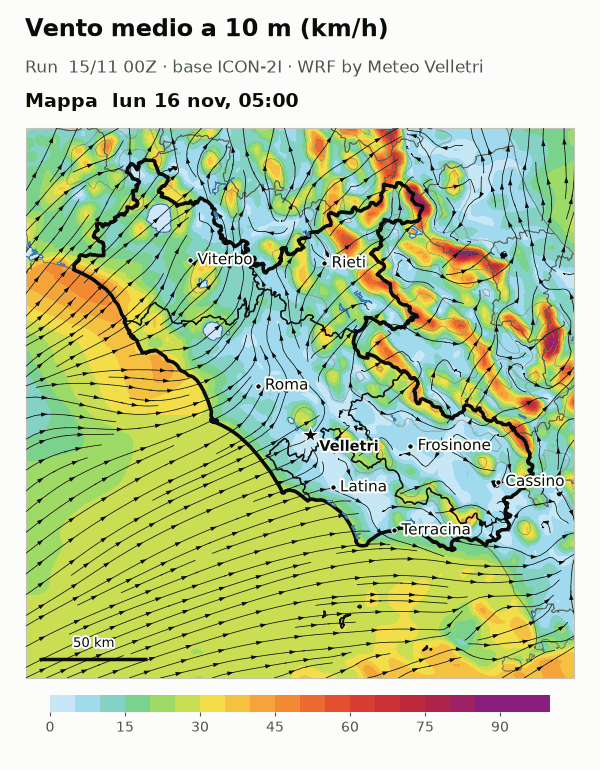 Vento medio a 10 m (km/h)
Run 15/11 00Z · base ICON-2I · WRF by Meteo Velletri
Mappa lun 16 nov, 05:00
Viterbo
Rieti
Roma
Velletri
Frosinone
Cassino
Latina
Terracina
50 km
0 15 30 45 60 75 90